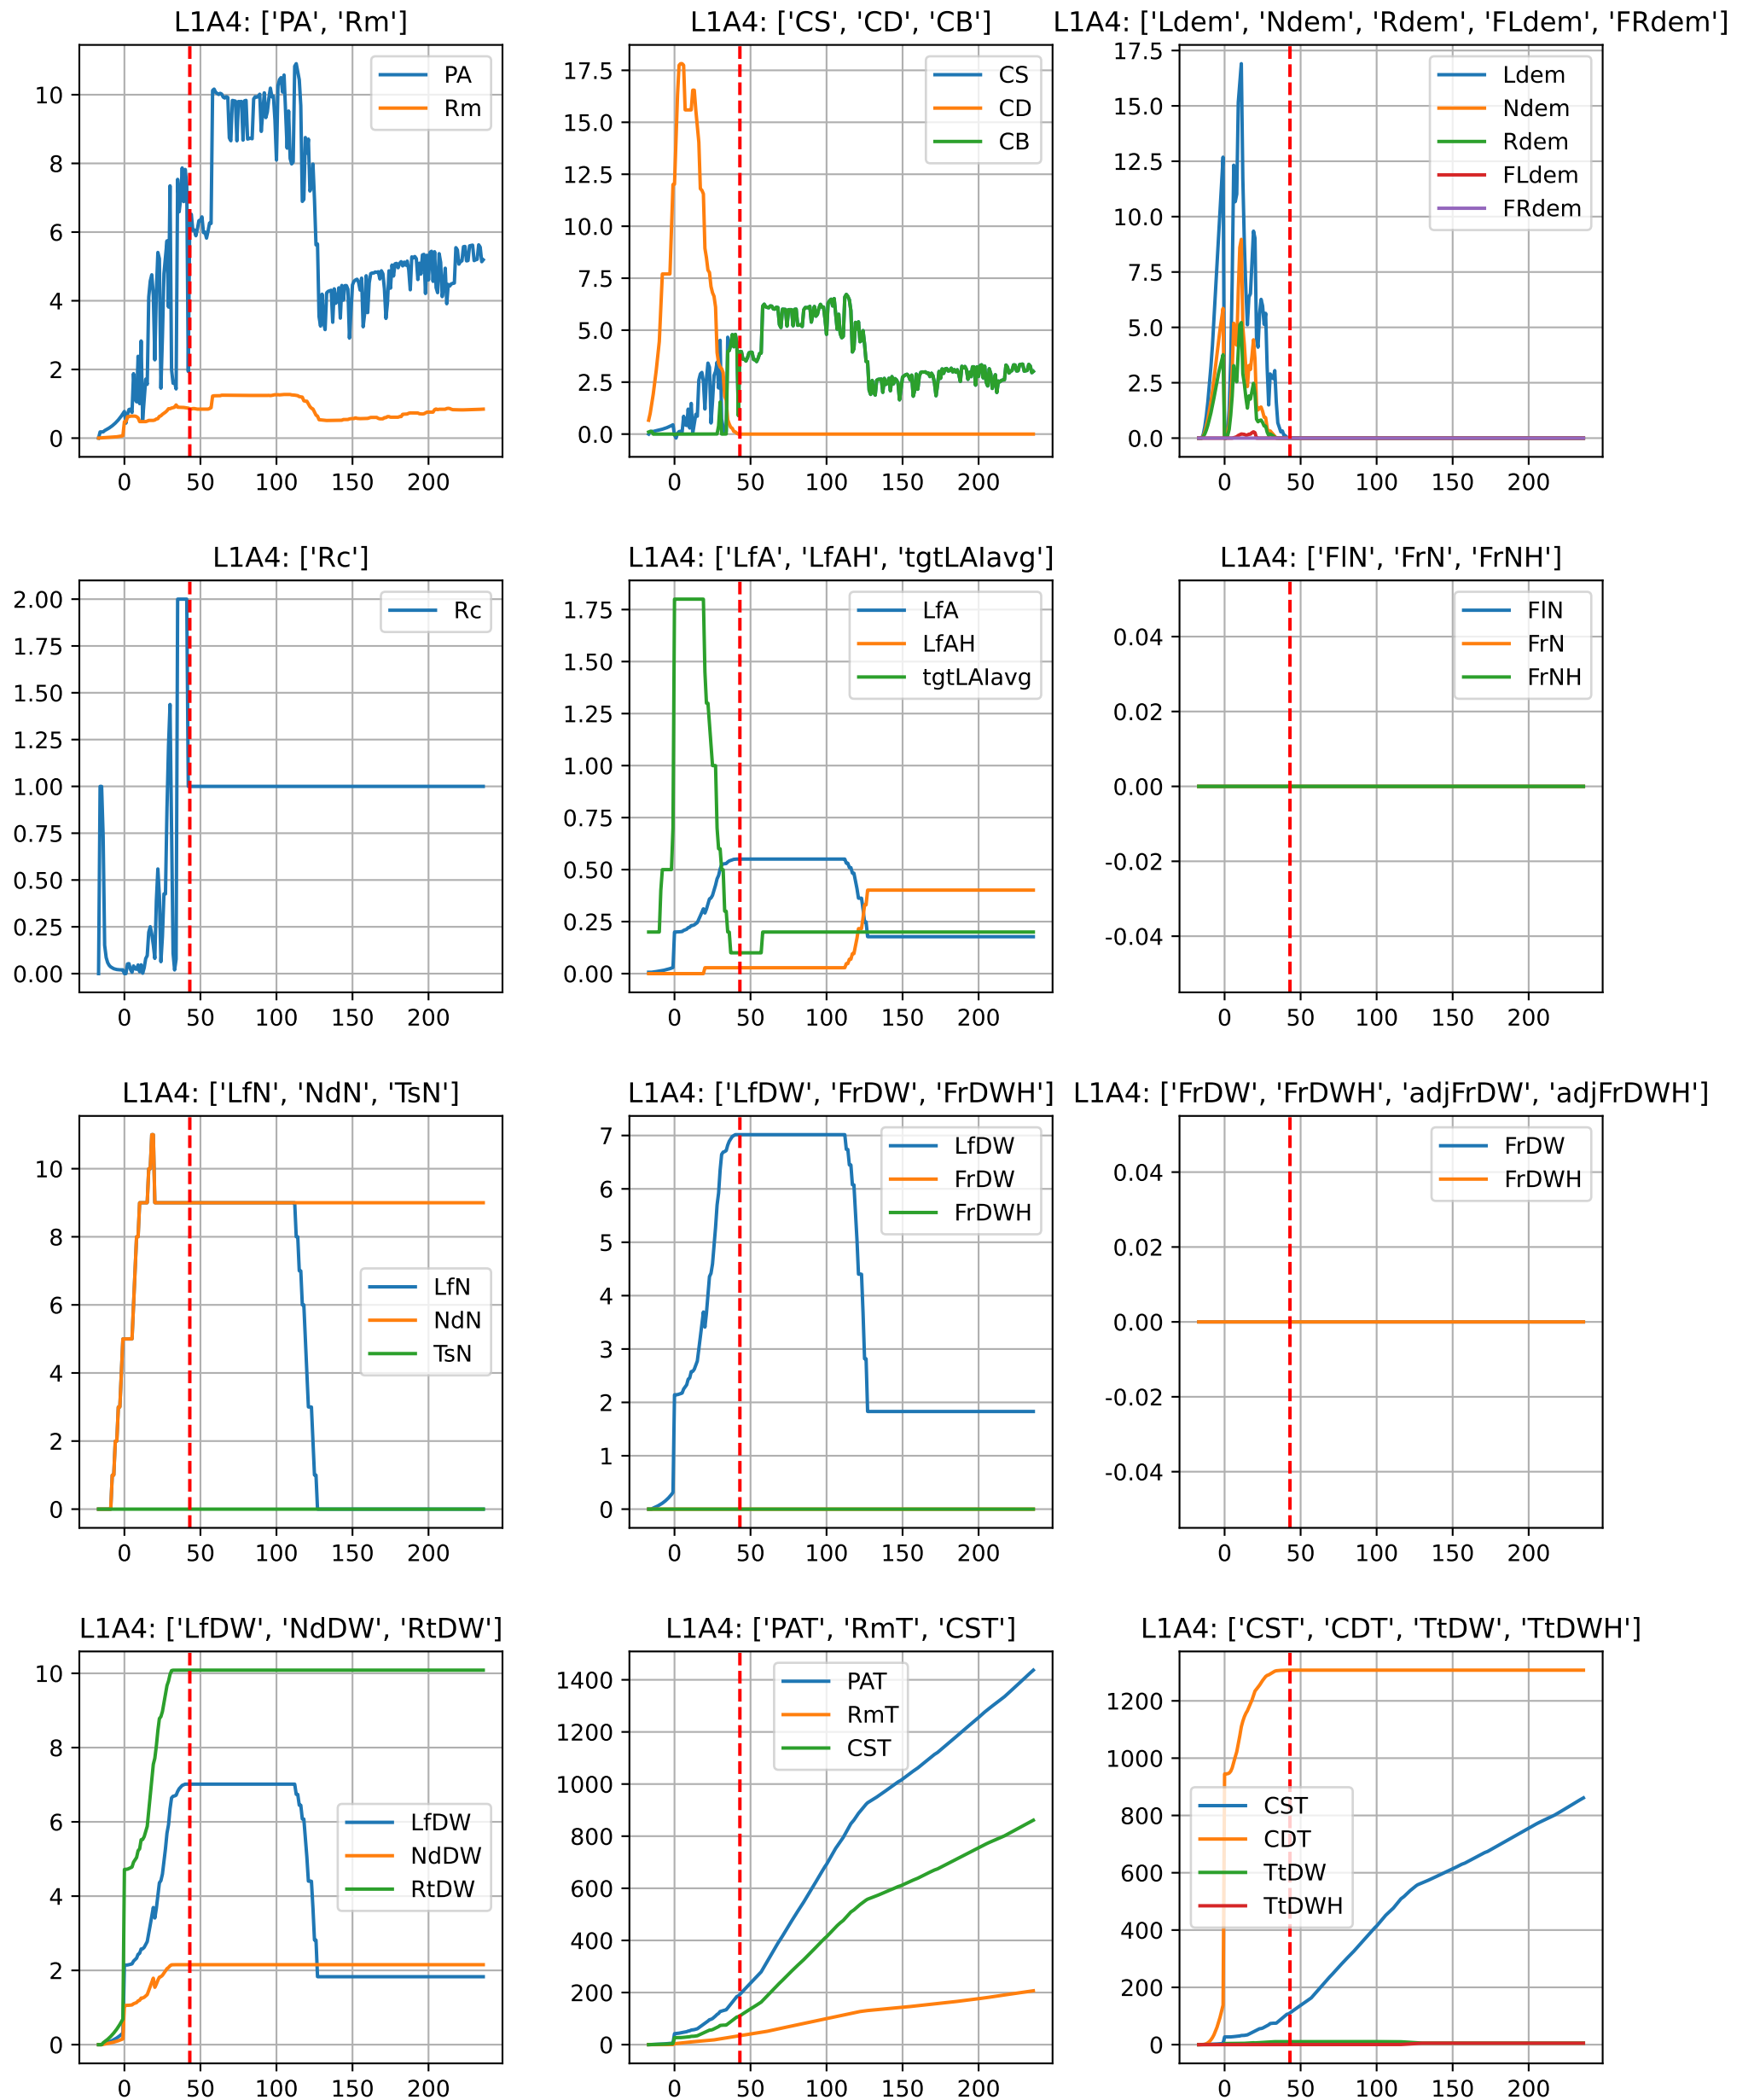 L1A4: ['PA', 'Rm']
10
8
6
4
2
0
0 50 100 150 200
PA
Rm
L1A4: ['CS', 'CD', 'CB']
17.5
15.0
12.5
10.0
7.5
5.0
2.5
0.0
0 50 100 150 200
CS
CD
CB
L1A4: ['Ldem', 'Ndem', 'Rdem', 'FLdem', 'FRdem']
17.5
15.0
12.5
10.0
7.5
5.0
2.5
0.0
0 50 100 150 200
Ldem
Ndem
Rdem
FLdem
FRdem
L1A4: ['Rc']
2.00
1.75
1.50
1.25
1.00
0.75
0.50
0.25
0.00
0 50 100 150 200
Rc
L1A4: ['LfA', 'LfAH', 'tgtLAIavg']
1.75
1.50
1.25
1.00
0.75
0.50
0.25
0.00
0 50 100 150 200
LfA
LfAH
tgtLAIavg
L1A4: ['FlN', 'FrN', 'FrNH']
0.04
0.02
0.00
-0.02
-0.04
0 50 100 150 200
FlN
FrN
FrNH
L1A4: ['LfN', 'NdN', 'TsN']
10
8
6
4
2
0
0 50 100 150 200
LfN
NdN
TsN
L1A4: ['LfDW', 'FrDW', 'FrDWH']
7
6
5
4
3
2
1
0
0 50 100 150 200
LfDW
FrDW
FrDWH
L1A4: ['FrDW', 'FrDWH', 'adjFrDW', 'adjFrDWH']
0.04
0.02
0.00
-0.02
-0.04
0 50 100 150 200
FrDW
FrDWH
L1A4: ['LfDW', 'NdDW', 'RtDW']
10
8
6
4
2
0
0 50 100 150 200
LfDW
NdDW
RtDW
L1A4: ['PAT', 'RmT', 'CST']
1400
1200
1000
800
600
400
200
0
0 50 100 150 200
PAT
RmT
CST
L1A4: ['CST', 'CDT', 'TtDW', 'TtDWH']
1200
1000
800
600
400
200
0
0 50 100 150 200
CST
CDT
TtDW
TtDWH